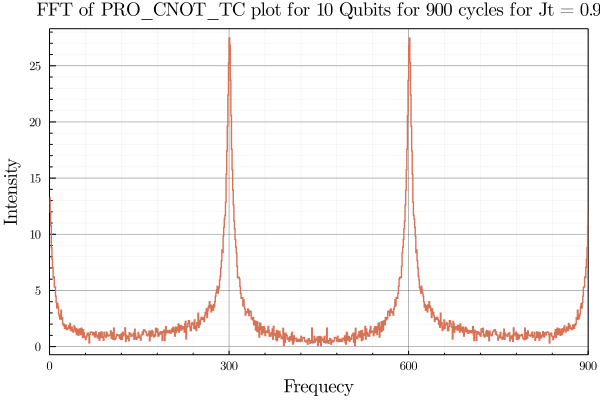 FFT of PRO_CNOT_TC plot for 10 Qubits for 900 cycles for Jt = 0.9
25
20
15
10
5
0
Intensity
0 300 600 900
Frequecy